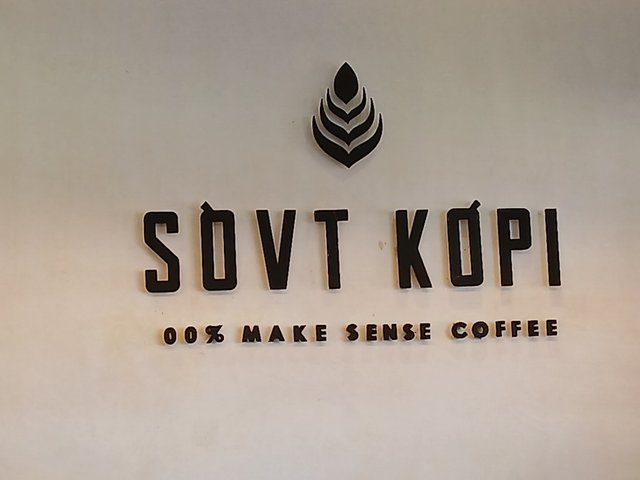 SÒVT KÓPI
00% MAKE SENSE COFFEE